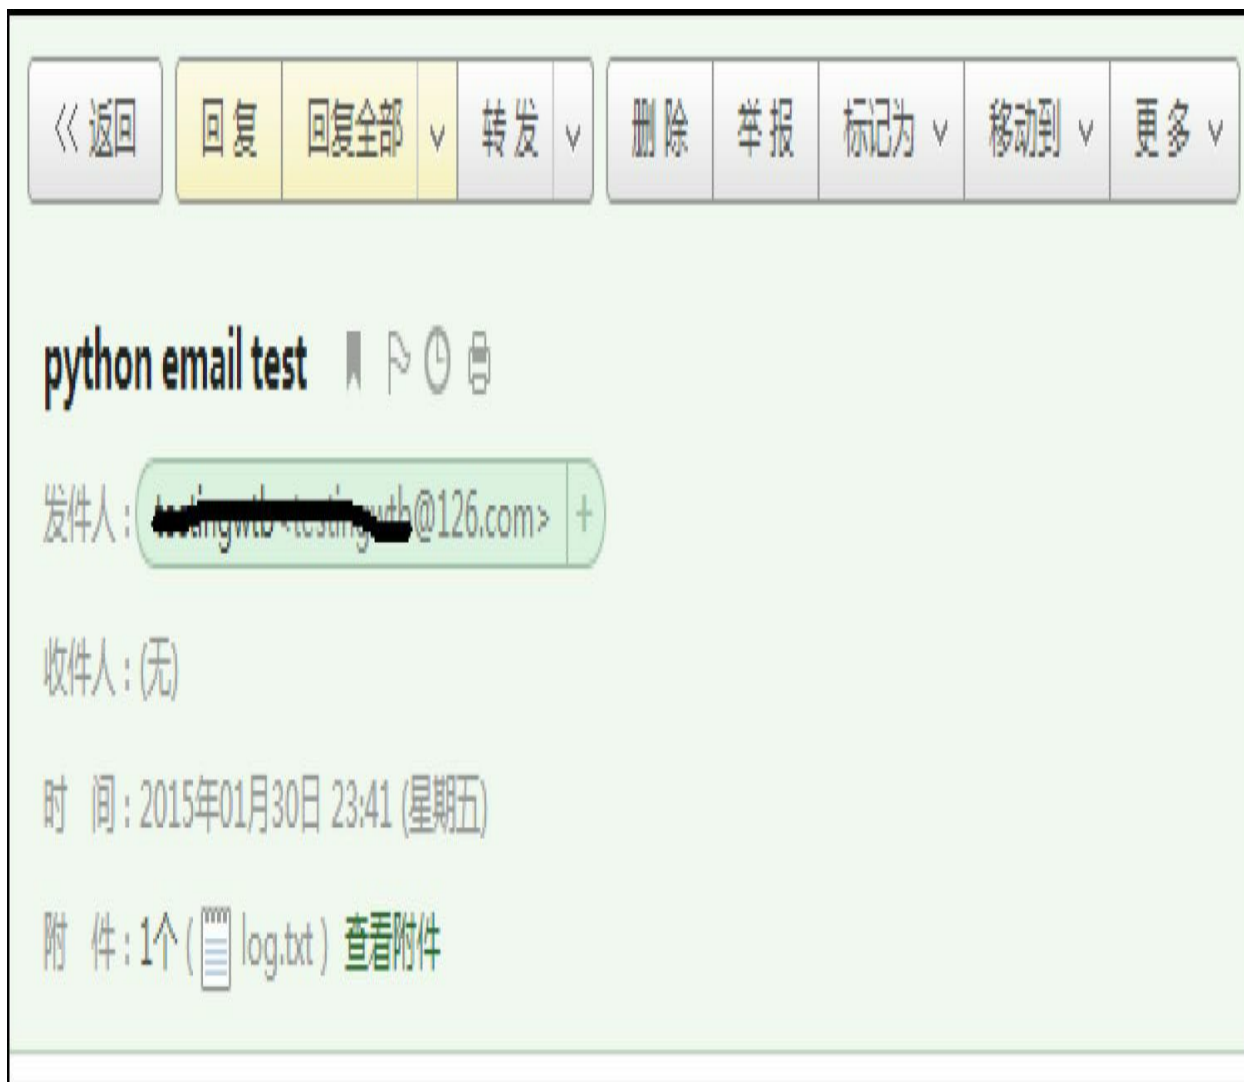 << 返回 回 复 回复全部 转 发 删 除 举 报 标记为 移动到 更 多
python email test
发件人：@126.com> +
收件人：(无)
时 间：2015年01月30日 23:41 (星期五)
附 件：1个 ( log.txt ) 查看附件